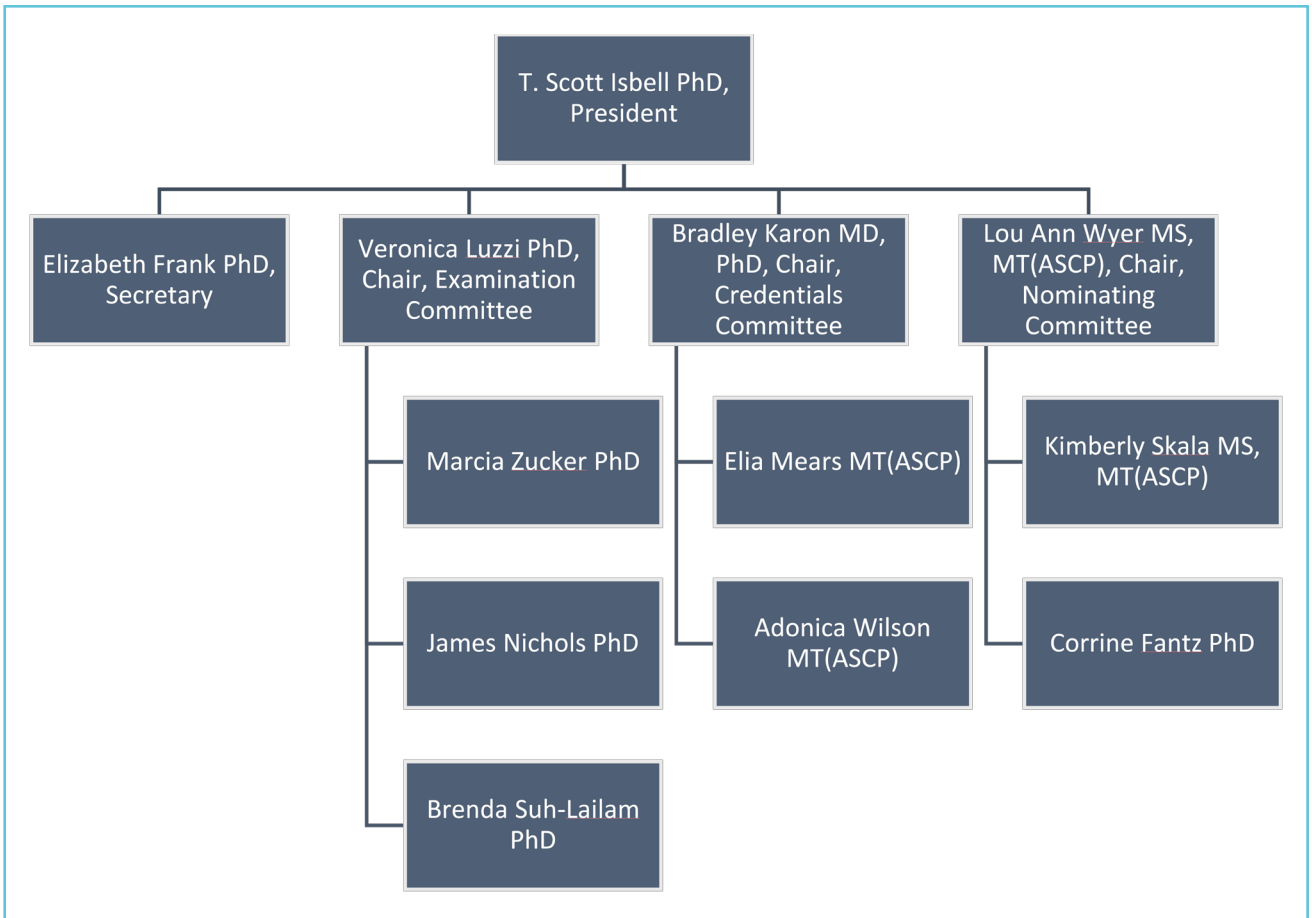 T. Scott Isbell PhD,
President
Elizabeth Frank PhD,
Secretary
Veronica Luzzi PhD,
Chair, Examination
Committee
Bradley Karon MD,
PhD, Chair,
Credentials
Committee
Lou Ann Wyer MS,
MT(ASCP), Chair,
Nominating
Committee
Marcia Zucker PhD
Elia Mears MT(ASCP)
Kimberly Skala MS,
MT(ASCP)
James Nichols PhD
Adonica Wilson
MT(ASCP)
Corrine Fantz PhD
Brenda Suh-Lailam
PhD